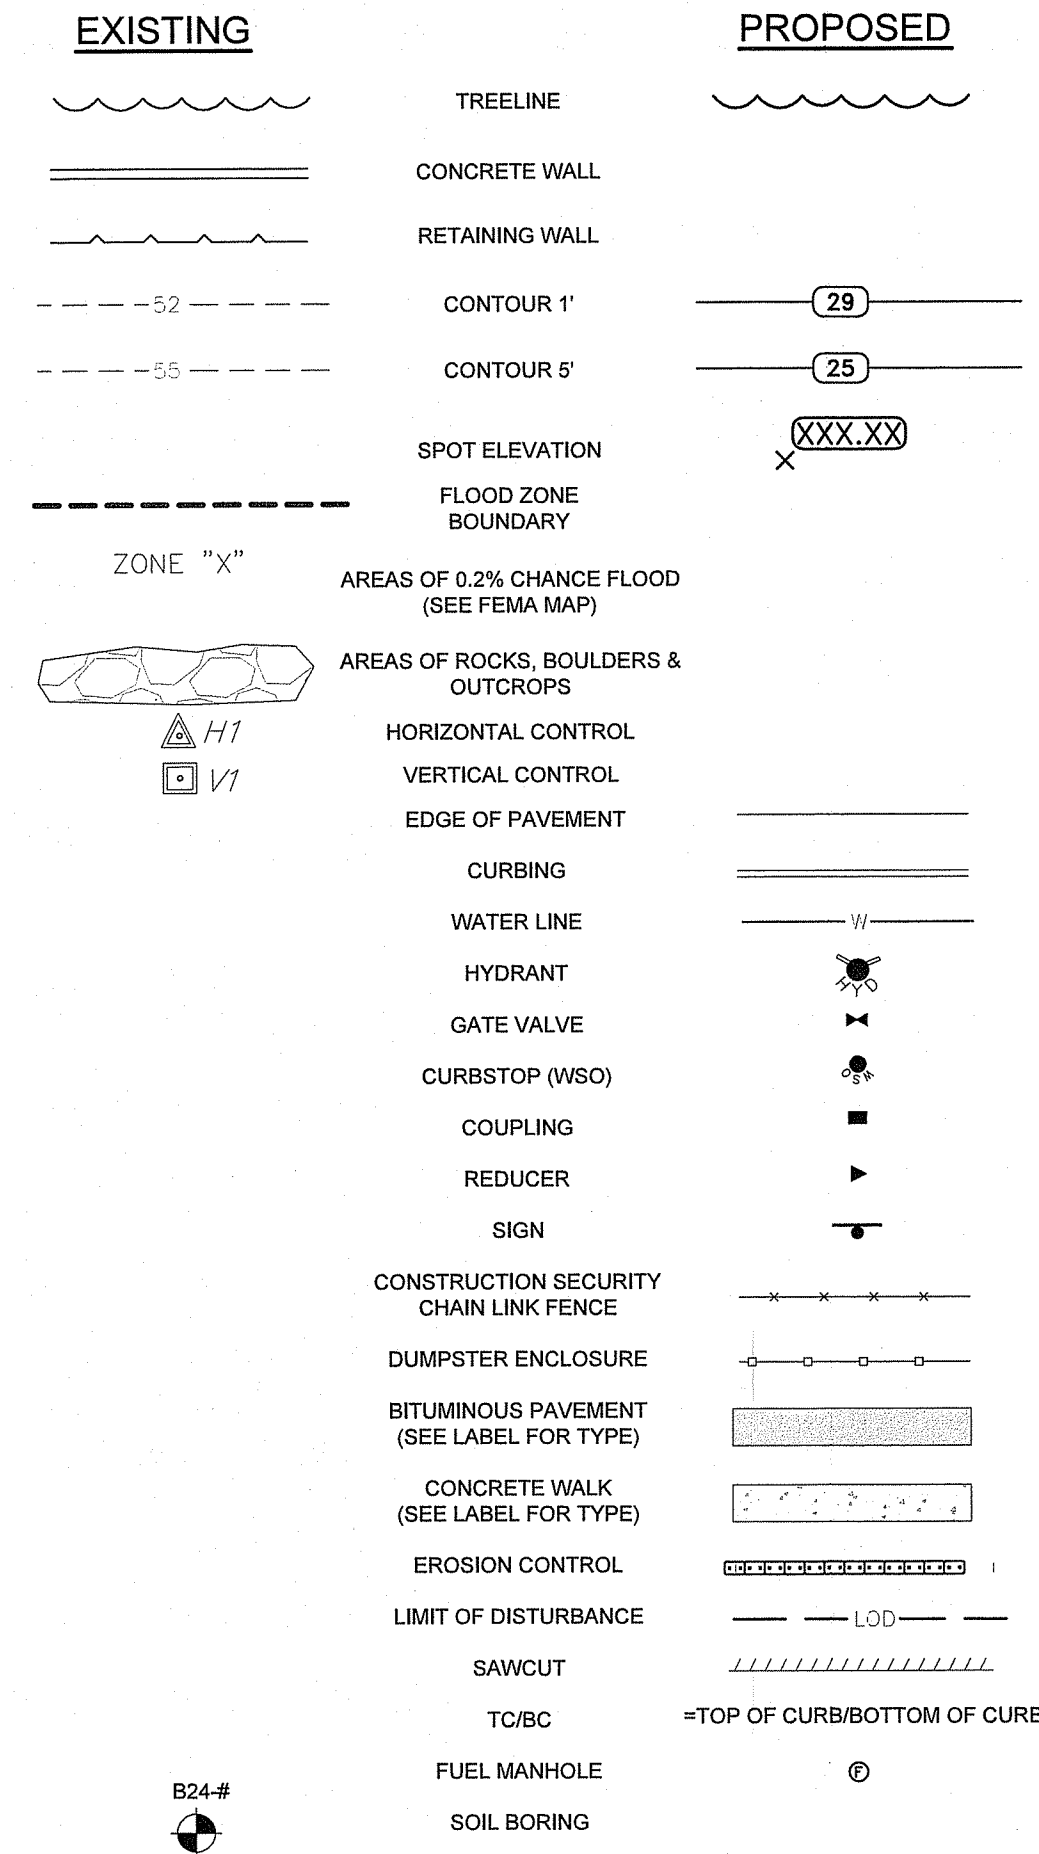 EXISTING
PROPOSED
TREELINE
CONCRETE WALL
RETAINING WALL
52
CONTOUR 1'
29
55
CONTOUR 5'
25
SPOT ELEVATION
XXX.XX
FLOOD ZONE
BOUNDARY
ZONE "X"
AREAS OF 0.2% CHANCE FLOOD
(SEE FEMA MAP)
AREAS OF ROCKS, BOULDERS &
OUTCROPS
H1
HORIZONTAL CONTROL
V1
VERTICAL CONTROL
EDGE OF PAVEMENT
CURBING
WATER LINE
W
HYDRANT
HYD
GATE VALVE
CURBSTOP (WSO)
WSO
COUPLING
REDUCER
SIGN
CONSTRUCTION SECURITY
CHAIN LINK FENCE
DUMPSTER ENCLOSURE
BITUMINOUS PAVEMENT
(SEE LABEL FOR TYPE)
CONCRETE WALK
(SEE LABEL FOR TYPE)
EROSION CONTROL
LIMIT OF DISTURBANCE
LOD
SAWCUT
TC/BC
=TOP OF CURB/BOTTOM OF CURB
FUEL MANHOLE
F
B24-#
SOIL BORING